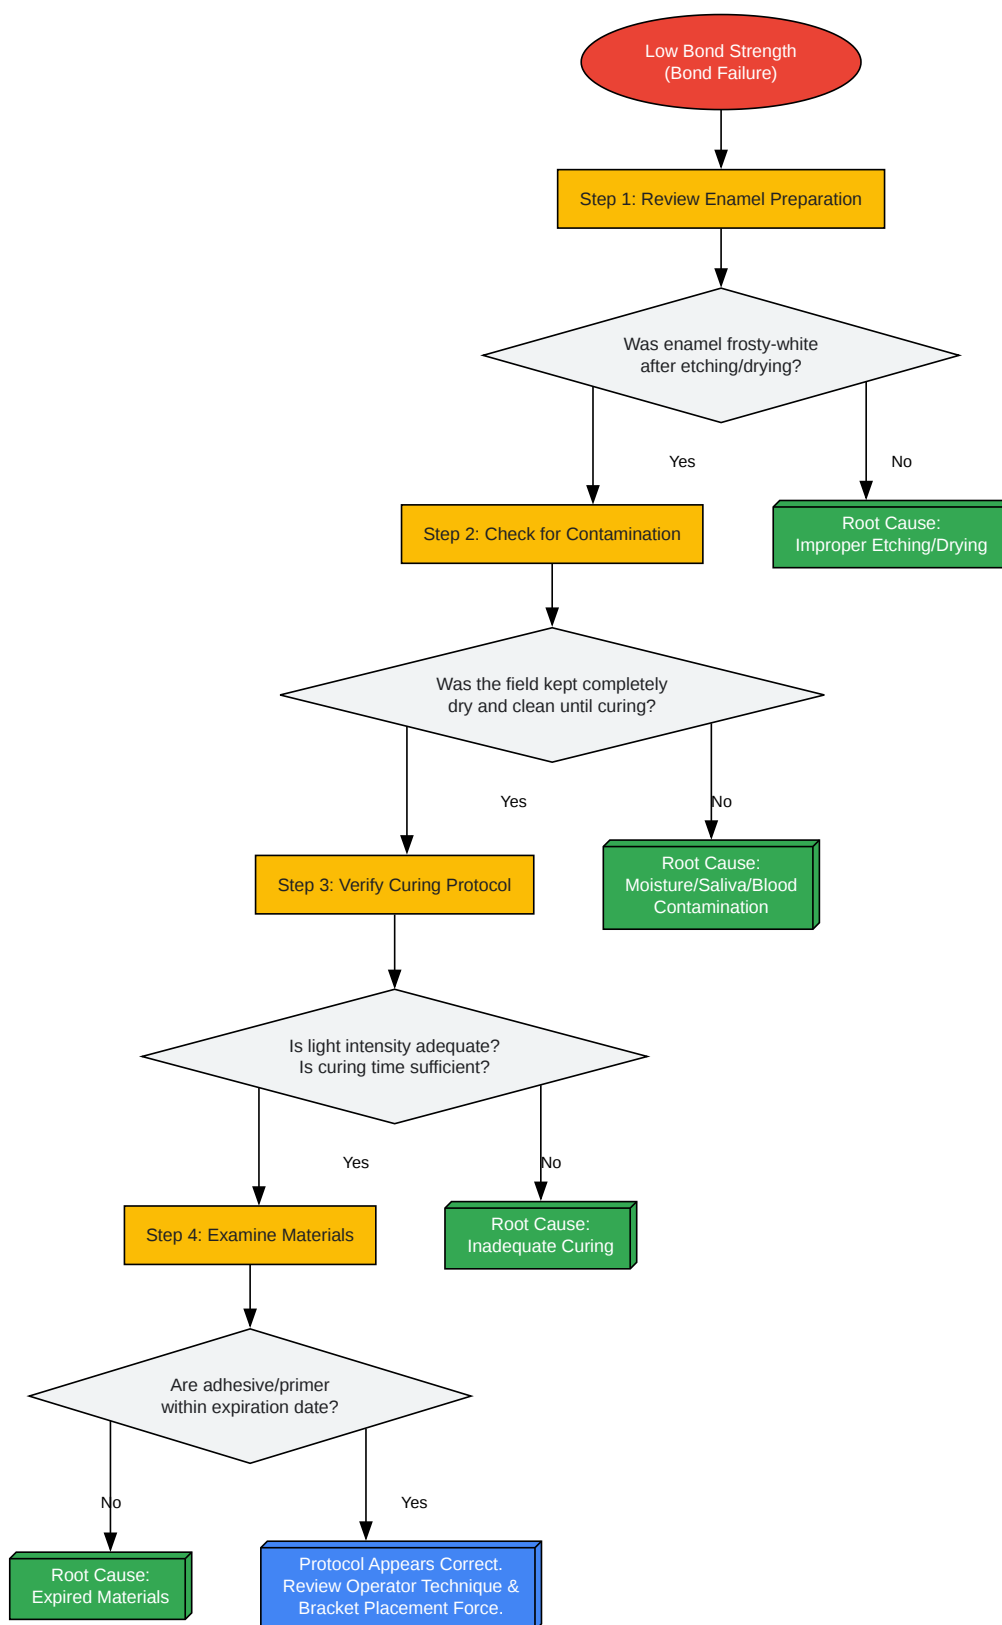 Low Bond Strength
(Bond Failure)
Step 1: Review Enamel Preparation
Was enamel frosty-white
after etching/drying?
Yes
No
Step 2: Check for Contamination
Root Cause:
Improper Etching/Drying
Was the field kept completely
dry and clean until curing?
Yes
No
Step 3: Verify Curing Protocol
Root Cause:
Moisture/Saliva/Blood
Contamination
Is light intensity adequate?
Is curing time sufficient?
Yes
No
Step 4: Examine Materials
Root Cause:
Inadequate Curing
Are adhesive/primer
within expiration date?
No
Yes
Root Cause:
Expired Materials
Protocol Appears Correct.
Review Operator Technique &
Bracket Placement Force.